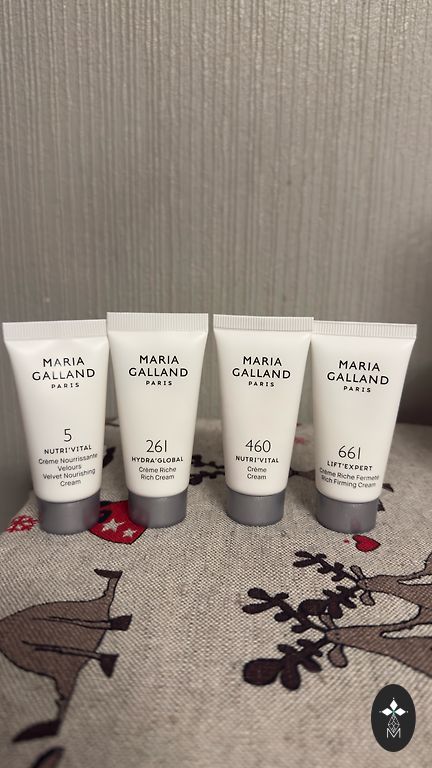 MARIA
GALLAND
PARIS
5
NUTRI'VITAL
Crème Nourrissante
Velours
Velvet Nourishing
Cream
MARIA
GALLAND
PARIS
261
HYDRA'GLOBAL
Crème Riche
Rich Cream
MARIA
GALLAND
PARIS
460
NUTRI'VITAL
Crème
Cream
MARIA
GALLAND
PARIS
661
LIFT'EXPERT
Crème Riche Fermeté
Rich Firming Cream
M